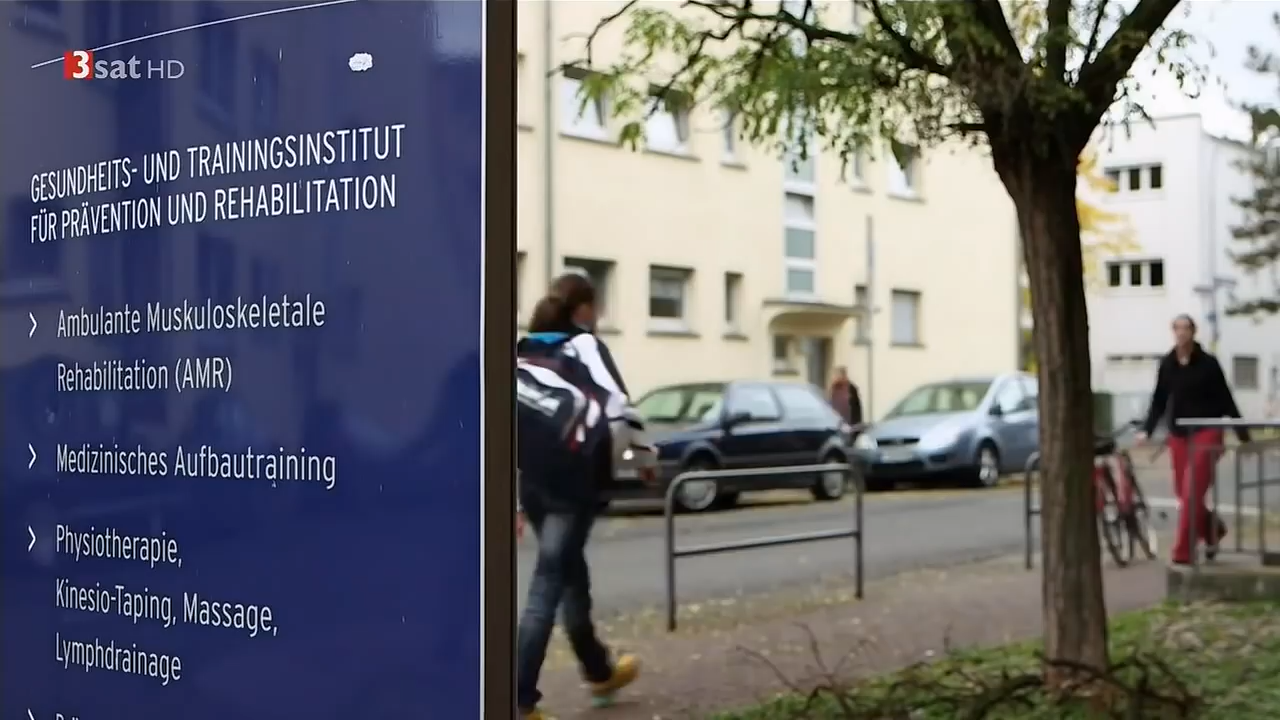 3sat HD
GESUNDHEITS- UND TRAININGSINSTITUT
FÜR PRÄVENTION UND REHABILITATION
› Ambulante Muskuloskeletale
Rehabilitation (AMR)
› Medizinisches Aufbautraining
› Physiotherapie,
Kinesio-Taping, Massage,
Lymphdrainage